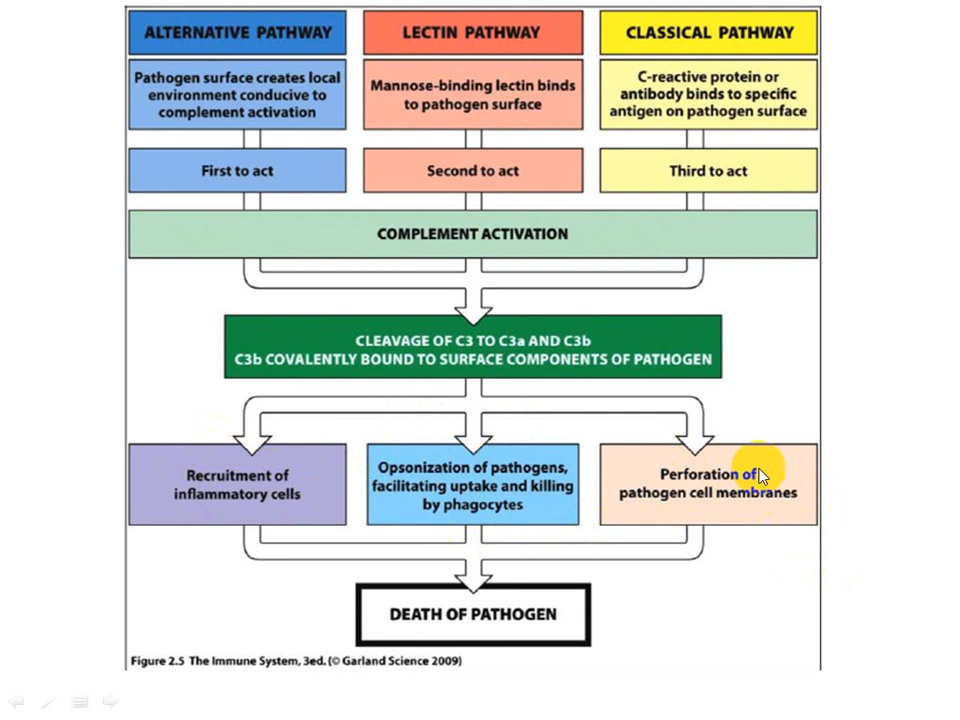 ALTERNATIVE PATHWAY
LECTIN PATHWAY
CLASSICAL PATHWAY
Pathogen surface creates local
environment conducive to
complement activation
Mannose-binding lectin binds
to pathogen surface
C-reactive protein or
antibody binds to specific
antigen on pathogen surface
First to act
Second to act
Third to act
COMPLEMENT ACTIVATION
CLEAVAGE OF C3 TO C3a AND C3b
C3b COVALENTLY BOUND TO SURFACE COMPONENTS OF PATHOGEN
Recruitment of
inflammatory cells
Opsonization of pathogens,
facilitating uptake and killing
by phagocytes
Perforation of
pathogen cell membranes
DEATH OF PATHOGEN
Figure 2.5 The Immune System, 3ed. (© Garland Science 2009)